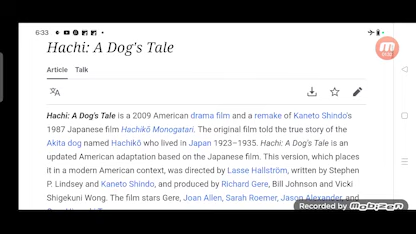 6:33
Hachi: A Dog's Tale
Article Talk
Hachi: A Dog's Tale is a 2009 American drama film and a remake of Kaneto Shindo's
1987 Japanese film Hachikō Monogatari. The original film told the true story of the
Akita dog named Hachikō who lived in Japan 1923–1935. Hachi: A Dog's Tale is an
updated American adaptation based on the Japanese film. This version, which places
it in a modern American context, was directed by Lasse Hallström, written by Stephen
P. Lindsey and Kaneto Shindo, and produced by Richard Gere, Bill Johnson and Vicki
Shigekuni Wong. The film stars Gere, Joan Allen, Sarah Roemer, Jason Alexander, and
Recorded by mobizen